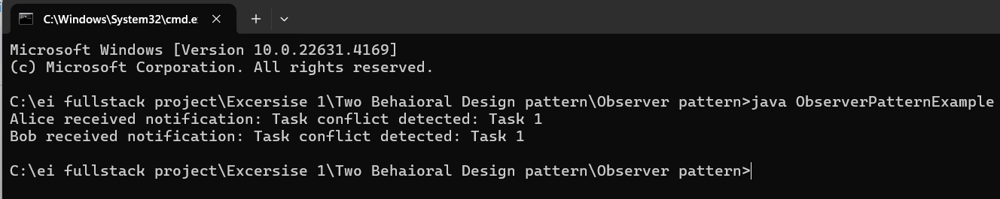 C:\Windows\System32\cmd.e
Microsoft Windows [Version 10.0.22631.4169]
(c) Microsoft Corporation. All rights reserved.
C:\ei fullstack project\Excersise 1\Two Behaioral Design pattern\Observer pattern>java ObserverPatternExample
Alice received notification: Task conflict detected: Task 1
Bob received notification: Task conflict detected: Task 1
C:\ei fullstack project\Excersise 1\Two Behaioral Design pattern\Observer pattern>